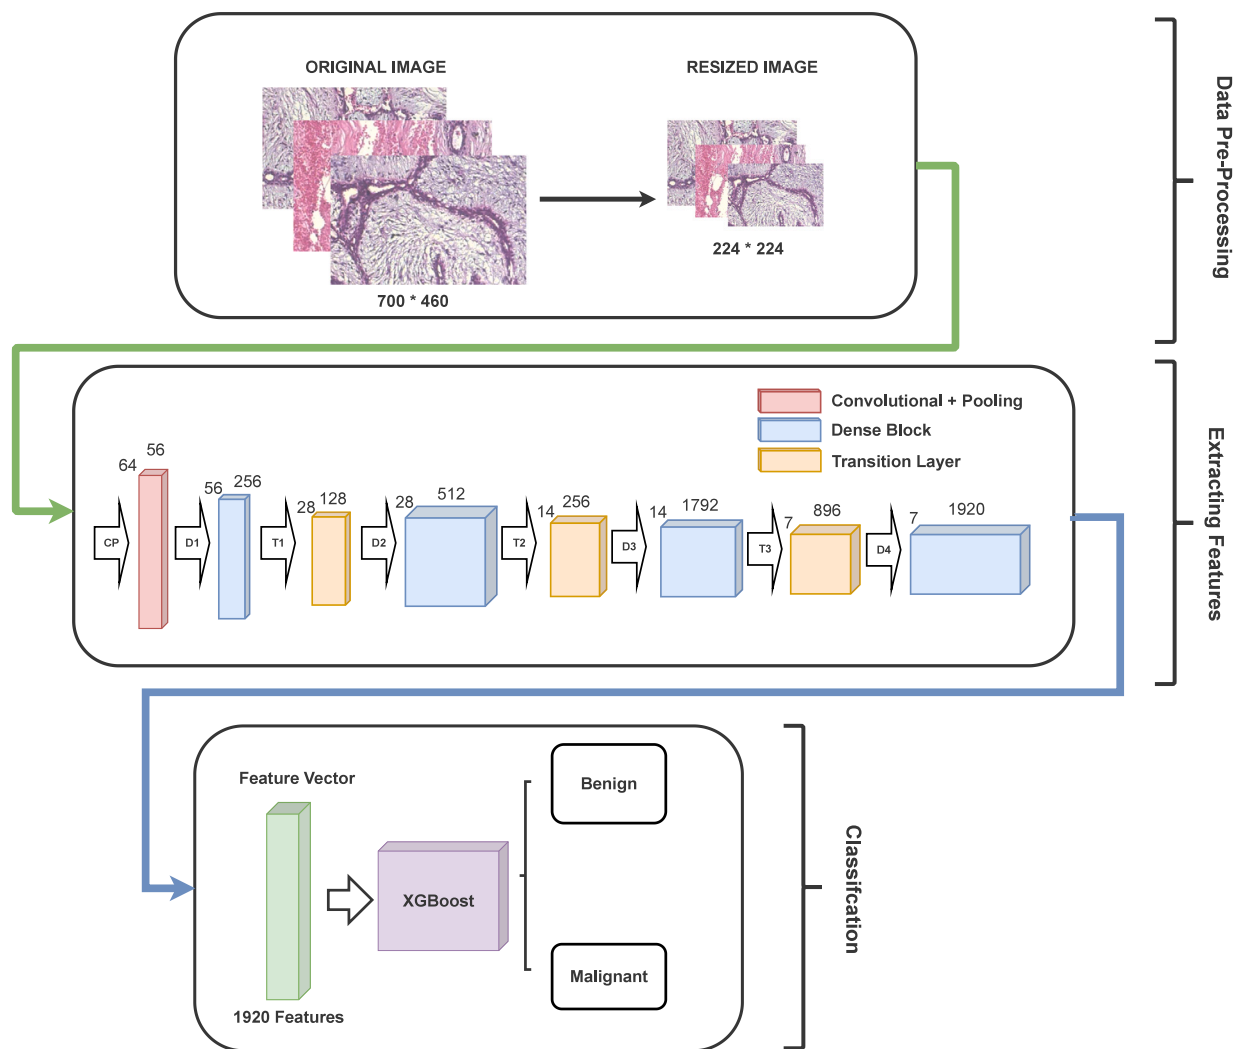 ORIGINAL IMAGE
RESIZED IMAGE
700 * 460
224 * 224
Data Pre-Processing
Convolutional + Pooling
Dense Block
Transition Layer
64
56
56
256
28
128
28
512
14
256
14
1792
7
896
7
1920
CP
D1
T1
D2
T2
D3
T3
D4
Extracting Features
Feature Vector
XGBoost
Benign
Malignant
1920 Features
Classifcation